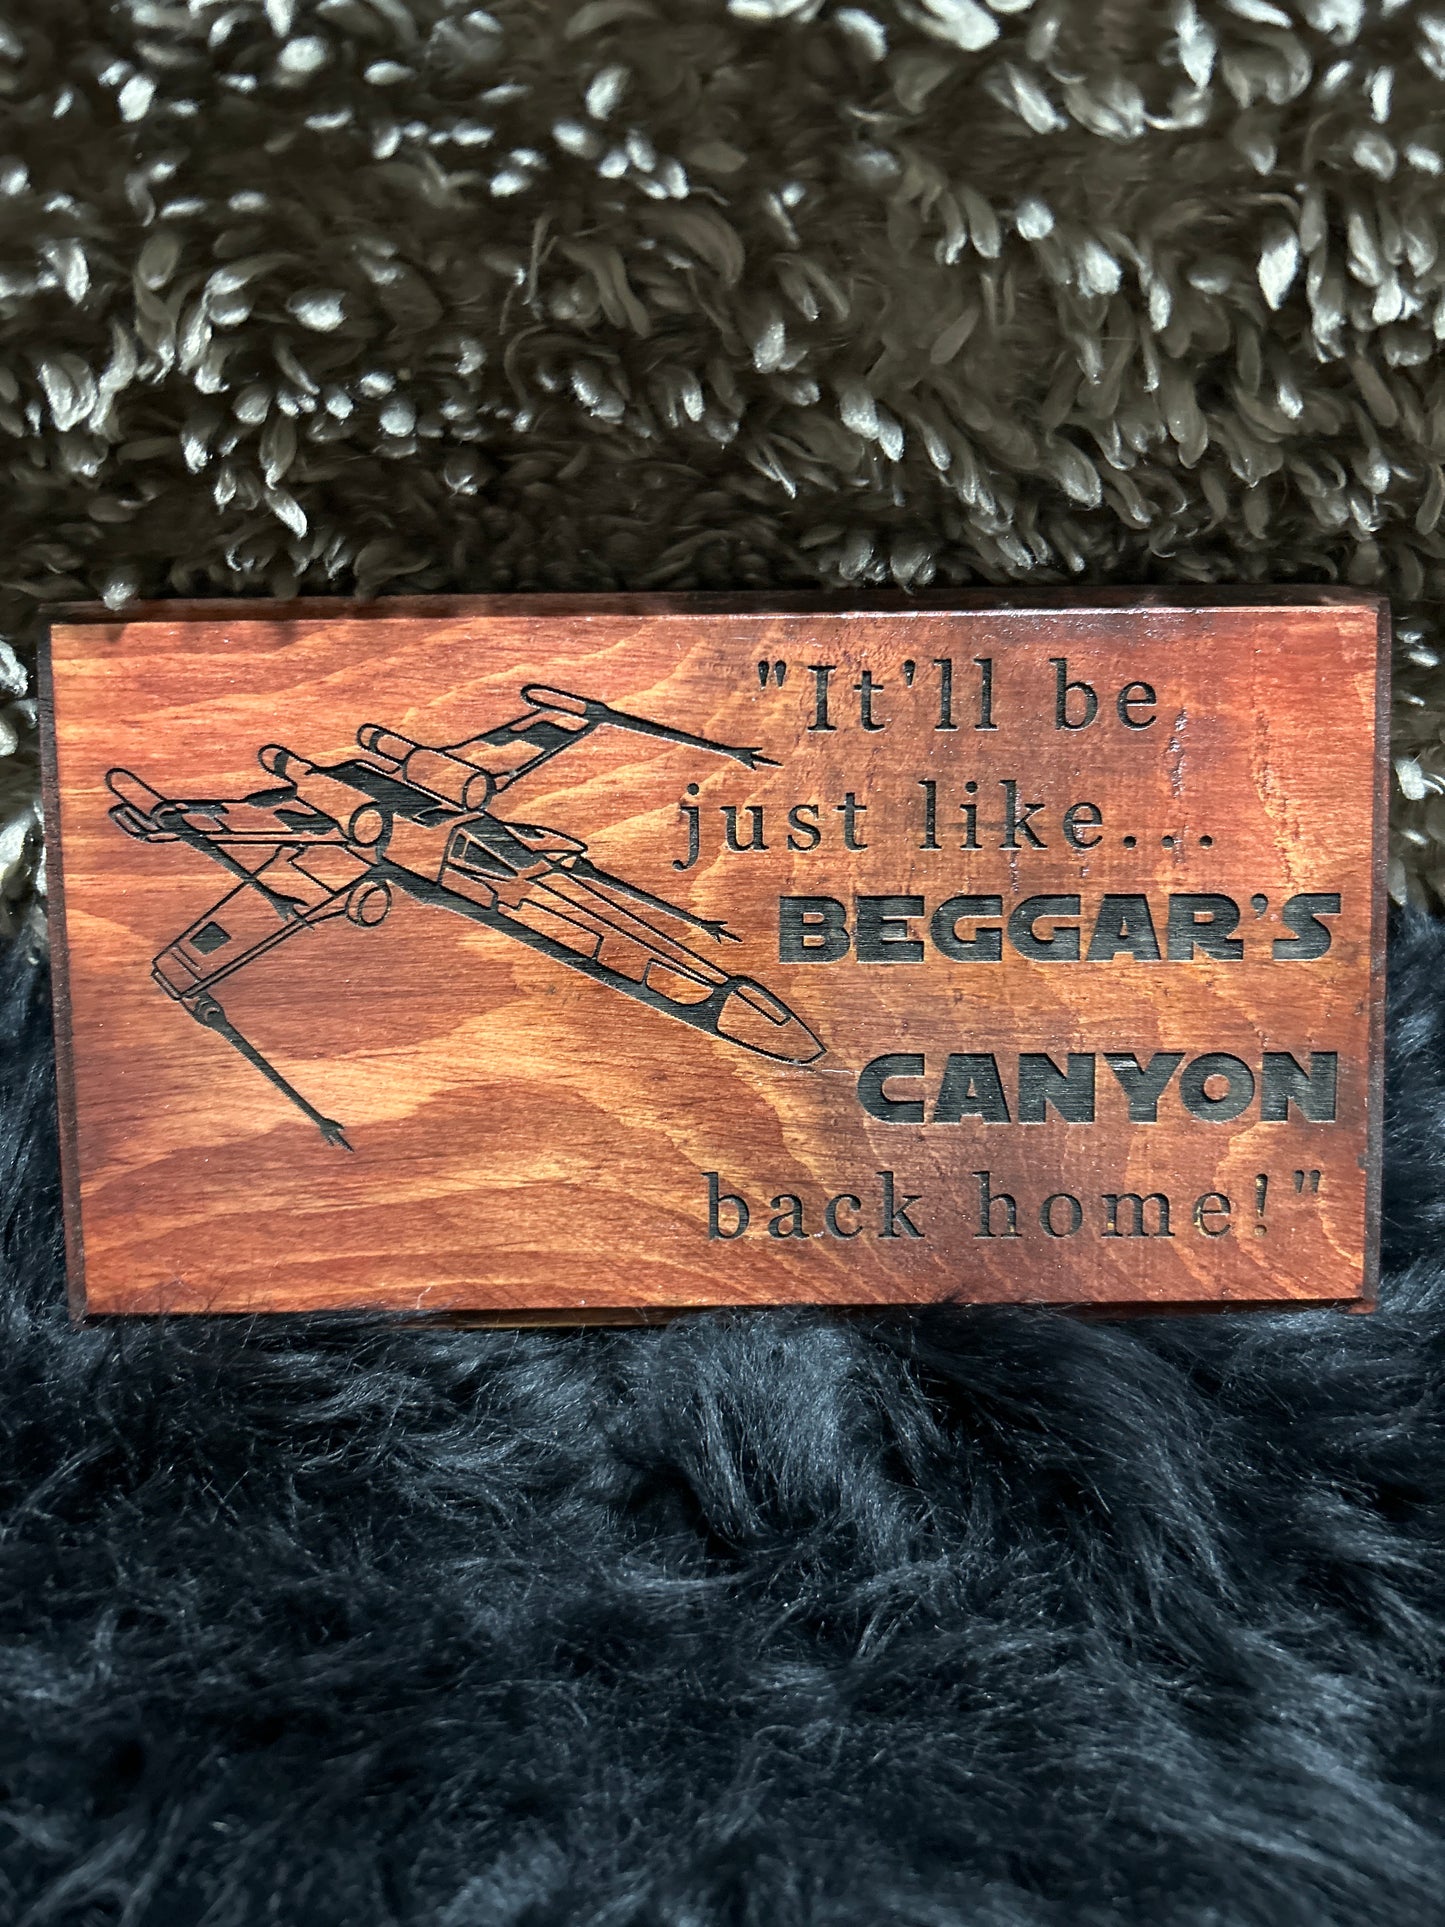 "It'll be
just like...
BEGGAR'S
CANYON
back home!"